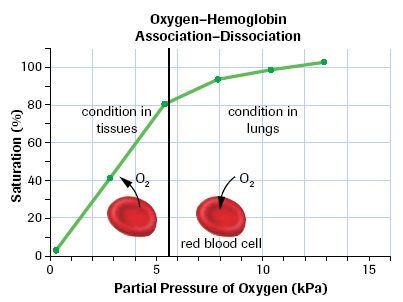 Oxygen–Hemoglobin
Association–Dissociation
Saturation (%)
100
80
60
40
20
0
condition in
tissues
condition in
lungs
O2
O2
red blood cell
0
5
10
15
Partial Pressure of Oxygen (kPa)